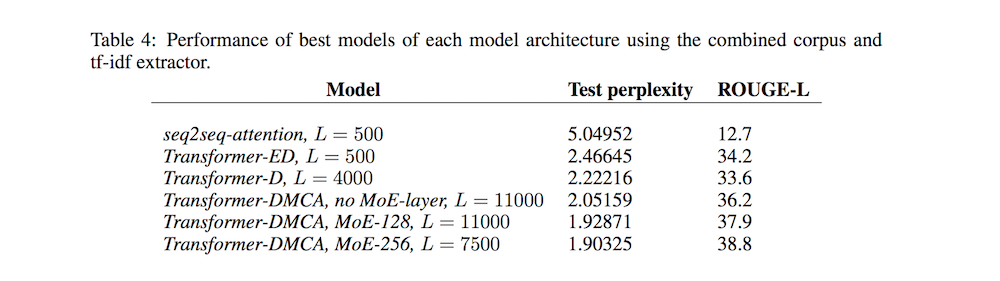 Table 4: Performance of best models of each model architecture using the combined corpus and
tf-idf extractor.
Model Test perplexity ROUGE-L
seq2seq-attention, L = 500 5.04952 12.7
Transformer-ED, L = 500 2.46645 34.2
Transformer-D, L = 4000 2.22216 33.6
Transformer-DMCA, no MoE-layer, L = 11000 2.05159 36.2
Transformer-DMCA, MoE-128, L = 11000 1.92871 37.9
Transformer-DMCA, MoE-256, L = 7500 1.90325 38.8